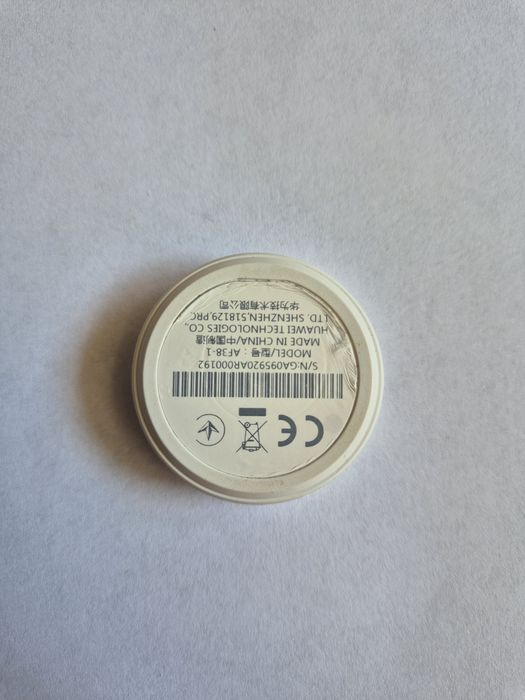 CE
S/N:GA095920AR000192
MODEL/型号：AF38-1
MADE IN CHINA/中国制造
HUAWEI TECHNOLOGIES CO.,
LTD. SHENZHEN,518129,PRC
华为技术有限公司